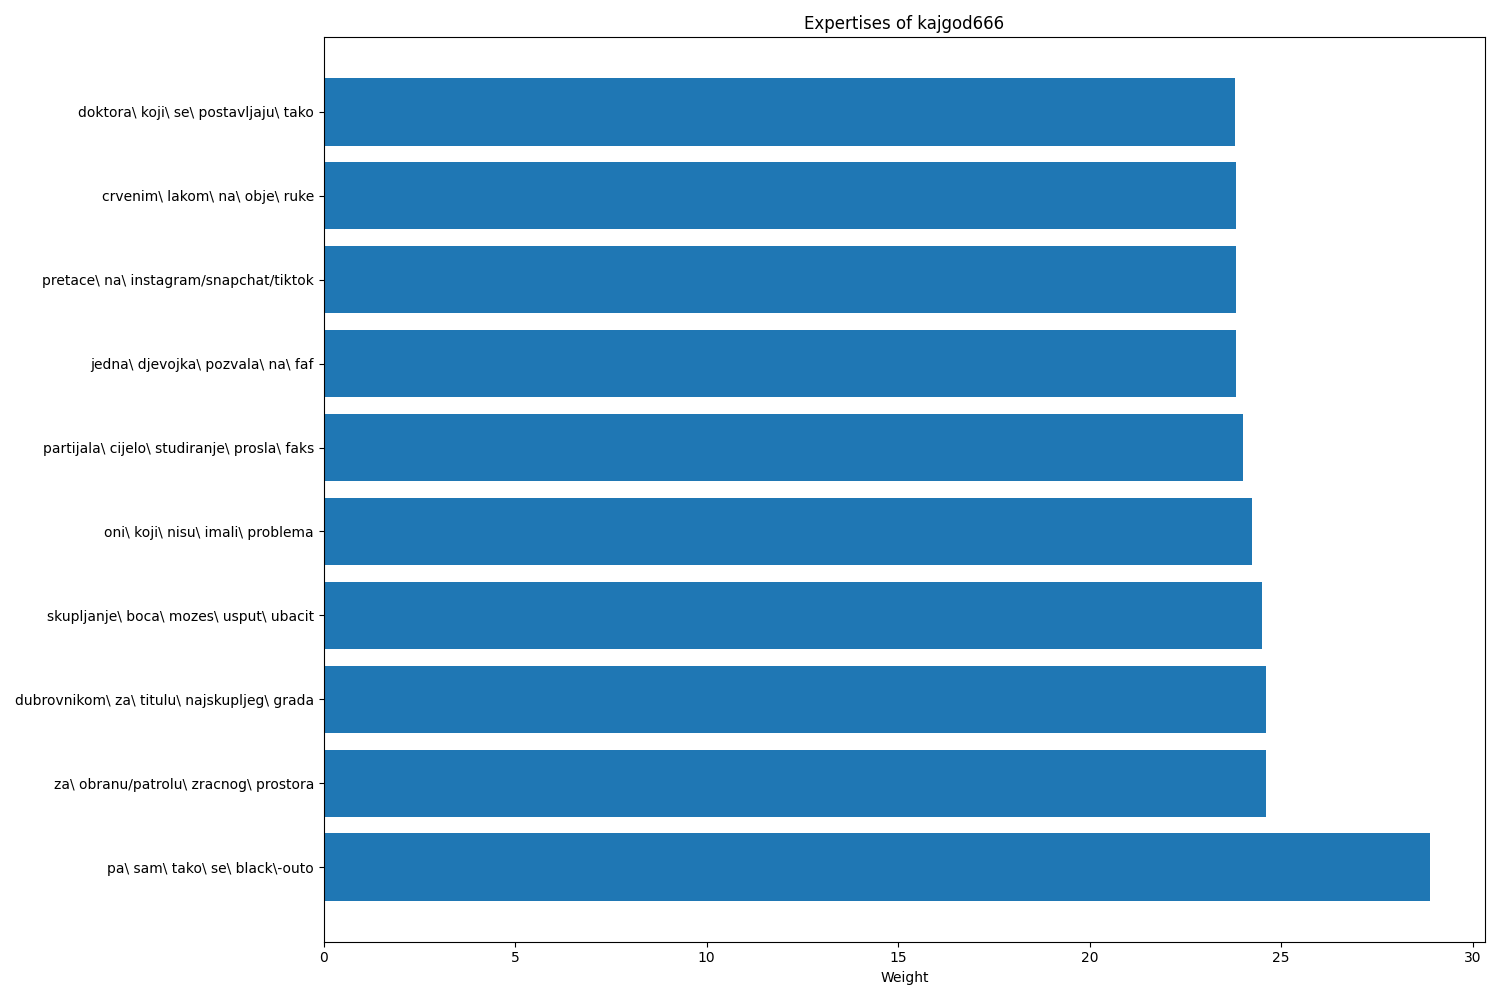 Expertises of kajgod666
doktora\ koji\ se\ postavljaju\ tako
crvenim\ lakom\ na\ obje\ ruke
pretace\ na\ instagram/snapchat/tiktok
jedna\ djevojka\ pozvala\ na\ faf
partijala\ cijelo\ studiranje\ prosla\ faks
oni\ koji\ nisu\ imali\ problema
skupljanje\ boca\ mozes\ usput\ ubacit
dubrovnikom\ za\ titulu\ najskupljeg\ grada
za\ obranu/patrolu\ zracnog\ prostora
pa\ sam\ tako\ se\ black\-outo
0 5 10 15 20 25 30
Weight